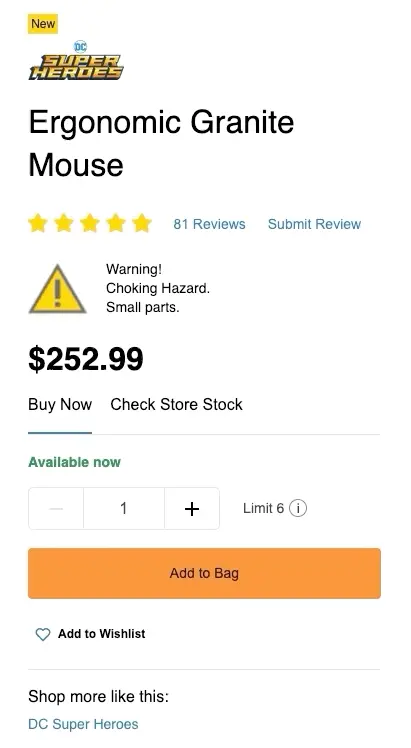 New
DC
SUPER
HEROES
Ergonomic Granite
Mouse
81 Reviews Submit Review
Warning!
Choking Hazard.
Small parts.
$252.99
Buy Now Check Store Stock
Available now
1 Limit 6
Add to Bag
Add to Wishlist
Shop more like this:
DC Super Heroes